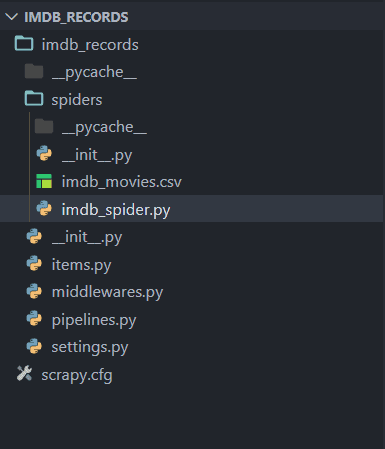 IMDB_RECORDS
imdb_records
__pycache__
spiders
__pycache__
__init__.py
imdb_movies.csv
imdb_spider.py
__init__.py
items.py
middlewares.py
pipelines.py
settings.py
scrapy.cfg